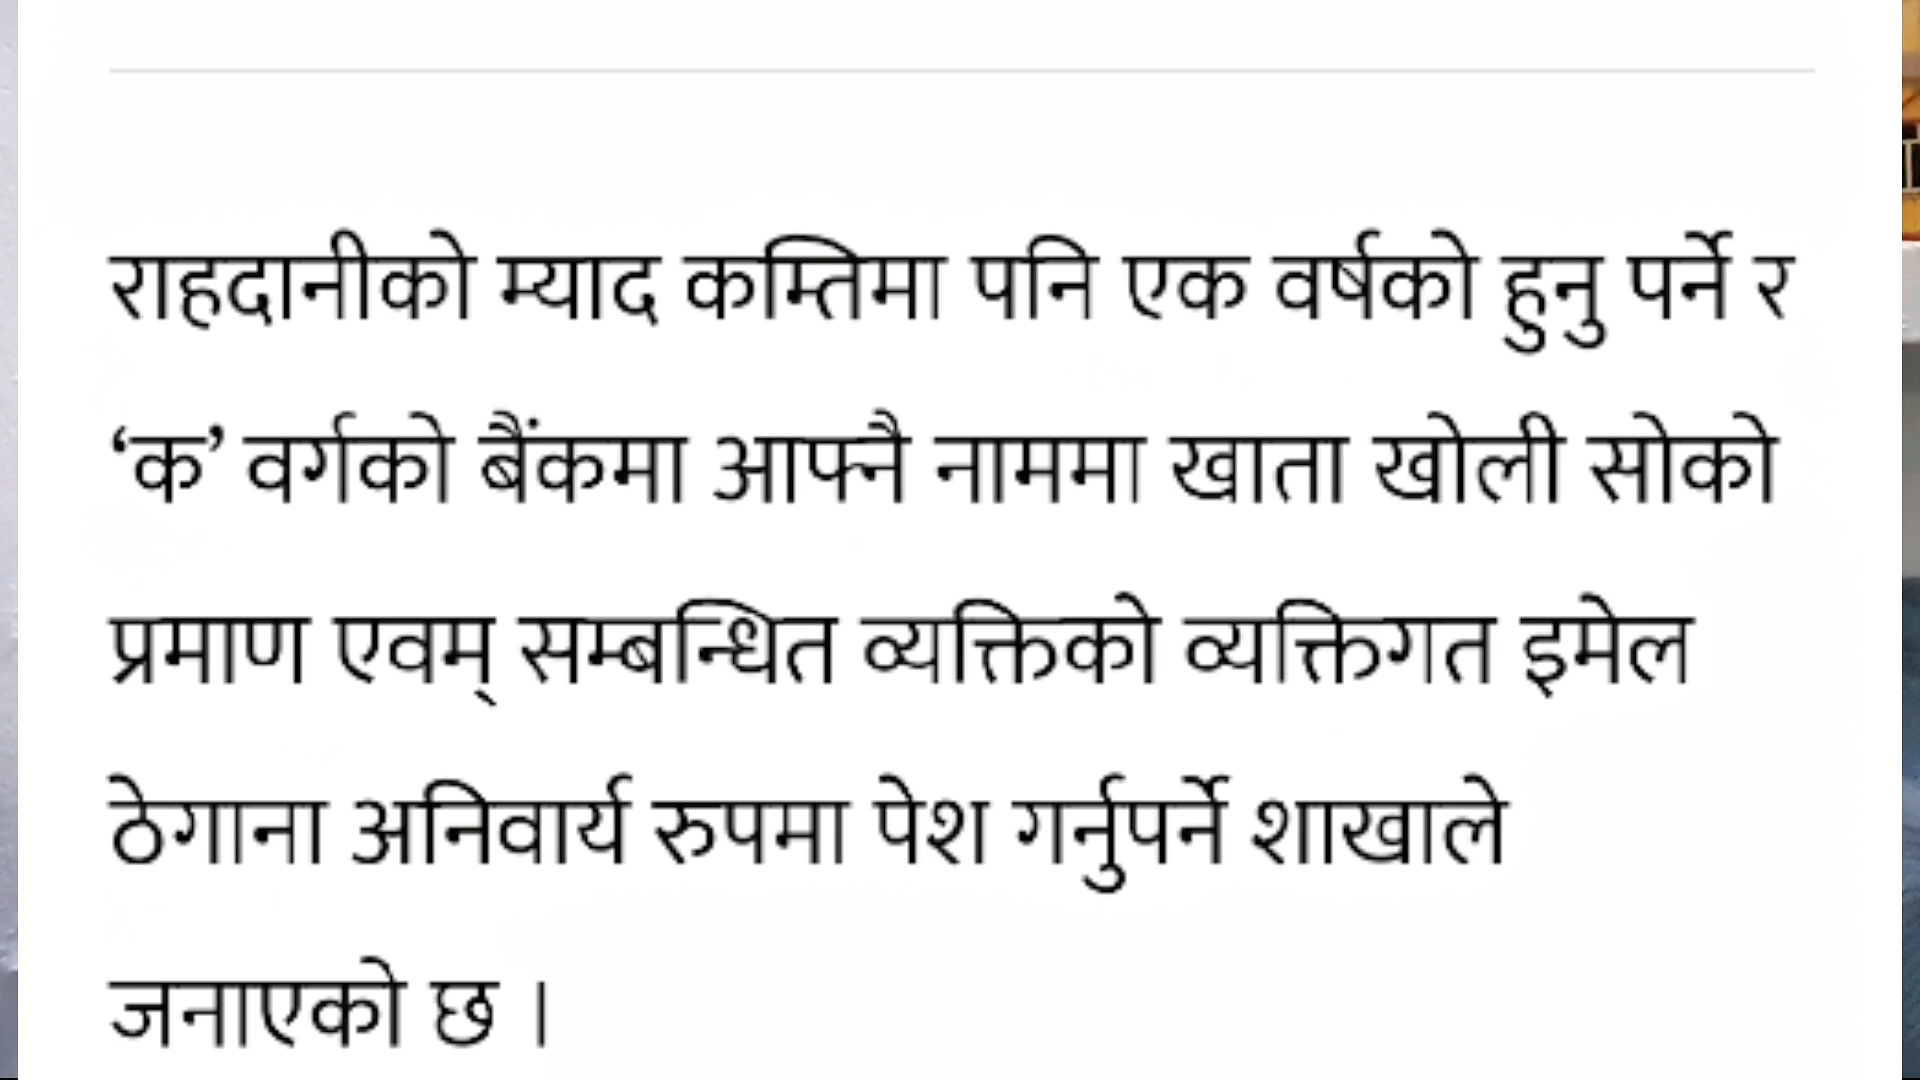 राहदानीको म्याद कम्तिमा पनि एक वर्षको हुनु पर्ने र
‘क’ वर्गको बैंकमा आफ्नै नाममा खाता खोली सोको
प्रमाण एवम् सम्बन्धित व्यक्तिको व्यक्तिगत इमेल
ठेगाना अनिवार्य रुपमा पेश गर्नुपर्ने शाखाले
जनाएको छ ।